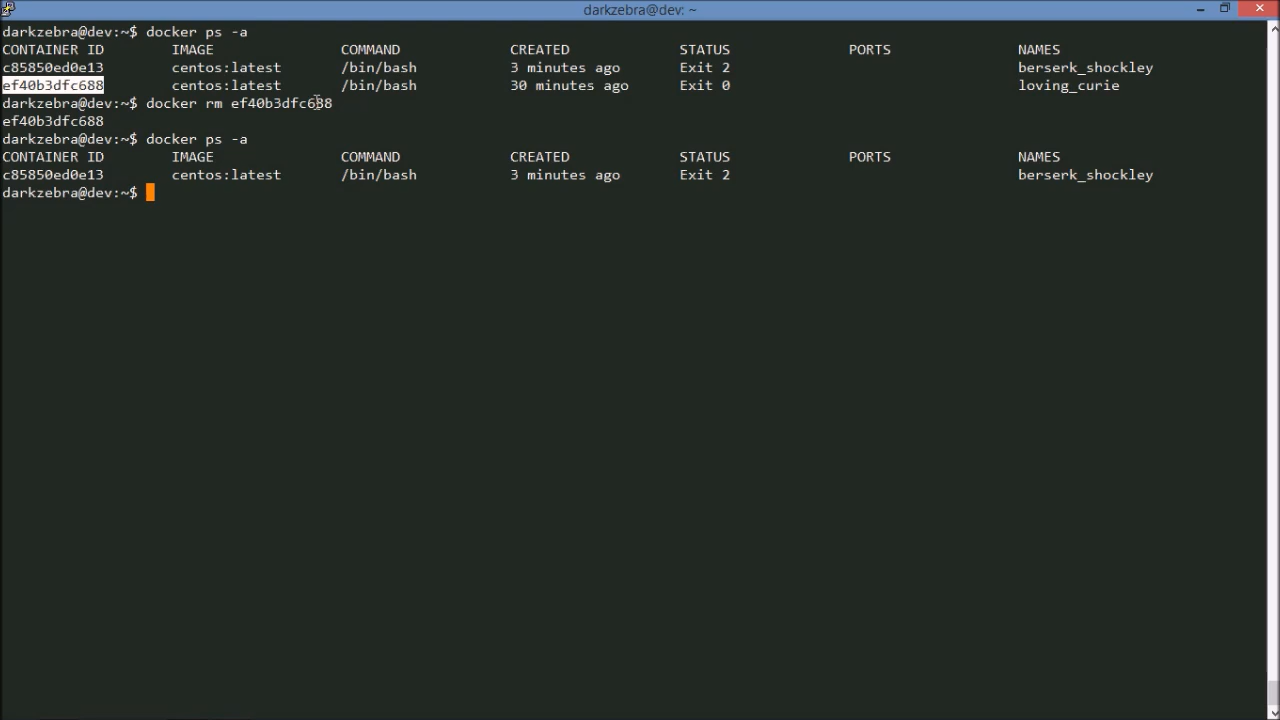 darkzebra@dev: ~
darkzebra@dev:~$ docker ps -a
CONTAINER ID        IMAGE               COMMAND             CREATED             STATUS              PORTS               NAMES
c85850ed0e13        centos:latest       /bin/bash           3 minutes ago       Exit 2                                  berserk_shockley
ef40b3dfc688        centos:latest       /bin/bash           30 minutes ago      Exit 0                                  loving_curie
darkzebra@dev:~$ docker rm ef40b3dfc688
ef40b3dfc688
darkzebra@dev:~$ docker ps -a
CONTAINER ID        IMAGE               COMMAND             CREATED             STATUS              PORTS               NAMES
c85850ed0e13        centos:latest       /bin/bash           3 minutes ago       Exit 2                                  berserk_shockley
darkzebra@dev:~$